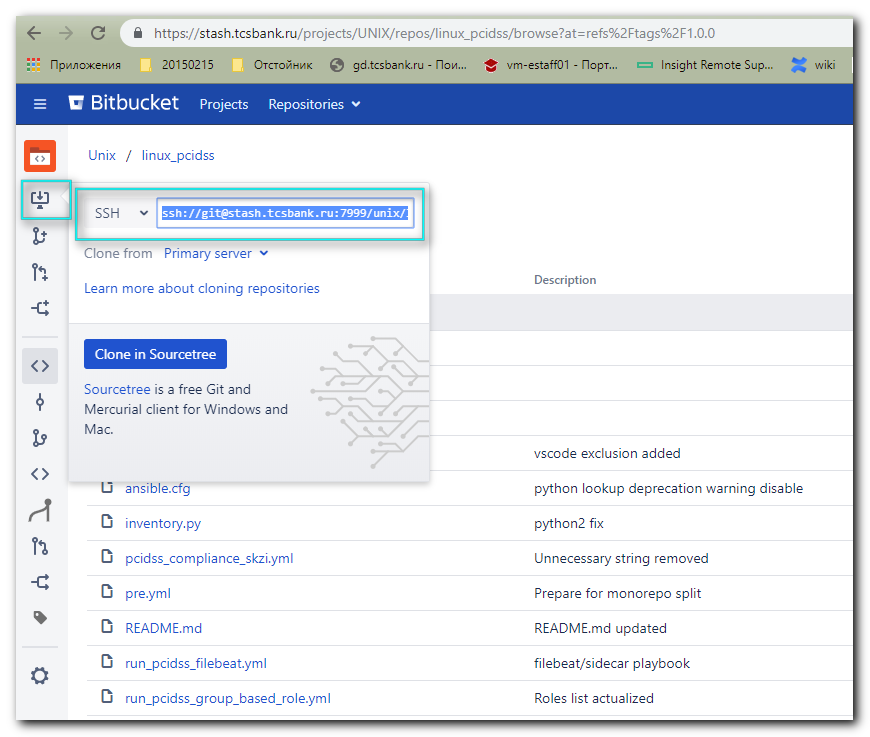 https://stash.tcsbank.ru/projects/UNIX/repos/linux_pcidss/browse?at=refs%2Ftags%2F1.0.0
Приложения 20150215 Отстойник gd.tcsbank.ru - Пои... vm-estaff01 - Порт... Insight Remote Sup... wiki
Bitbucket Projects Repositories
Unix / linux_pcidss
SSH ssh://git@stash.tcsbank.ru:7999/unix/
Clone from Primary server
Learn more about cloning repositories
Description
Clone in Sourcetree
Sourcetree is a free Git and
Mercurial client for Windows and
Mac.
vscode exclusion added
ansible.cfg python lookup deprecation warning disable
inventory.py python2 fix
pcidss_compliance_skzi.yml Unnecessary string removed
pre.yml Prepare for monorepo split
README.md README.md updated
run_pcidss_filebeat.yml filebeat/sidecar playbook
run_pcidss_group_based_role.yml Roles list actualized